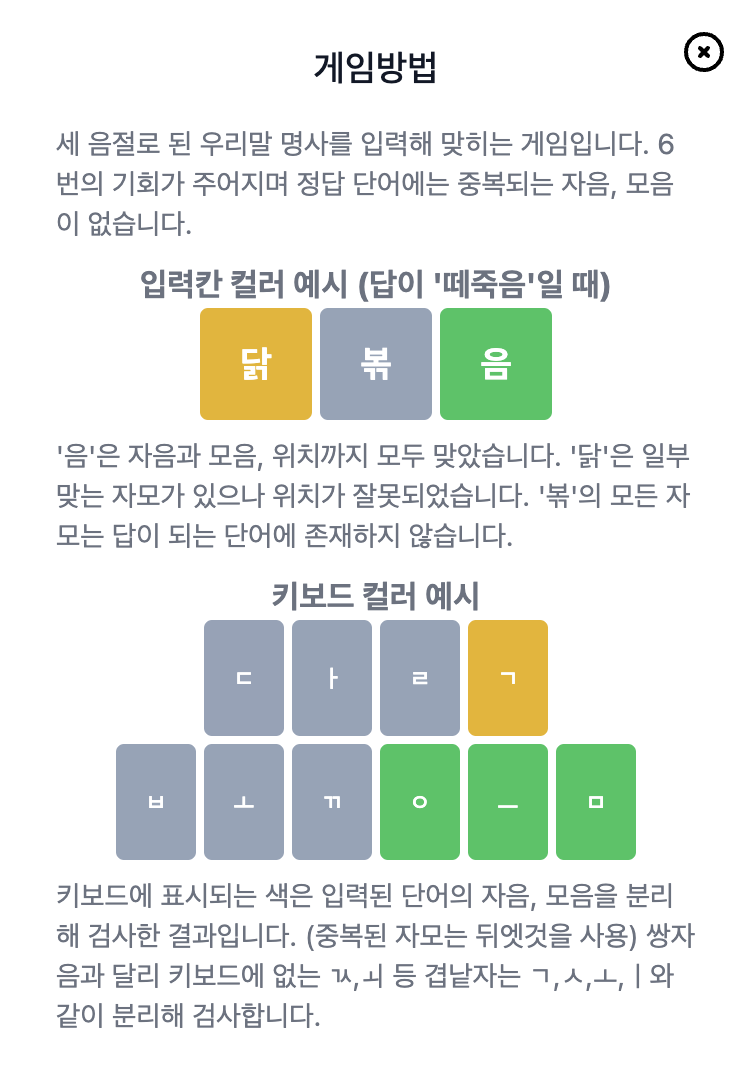 게임방법
세 음절로 된 우리말 명사를 입력해 맞히는 게임입니다. 6
번의 기회가 주어지며 정답 단어에는 중복되는 자음, 모음
이 없습니다.
입력칸 컬러 예시 (답이 '떼죽음'일 때)
닭 볶 음
'음'은 자음과 모음, 위치까지 모두 맞았습니다. '닭'은 일부
맞는 자모가 있으나 위치가 잘못되었습니다. '볶'의 모든 자
모는 답이 되는 단어에 존재하지 않습니다.
키보드 컬러 예시
ㄷ ㅏ ㄹ ㄱ
ㅂ ㅗ ㄲ ㅇ ㅡ ㅁ
키보드에 표시되는 색은 입력된 단어의 자음, 모음을 분리
해 검사한 결과입니다. (중복된 자모는 뒤엣것을 사용) 쌍자
음과 달리 키보드에 없는 ㄳ,ㅚ 등 겹낱자는 ㄱ,ㅅ,ㅗ,ㅣ와
같이 분리해 검사합니다.